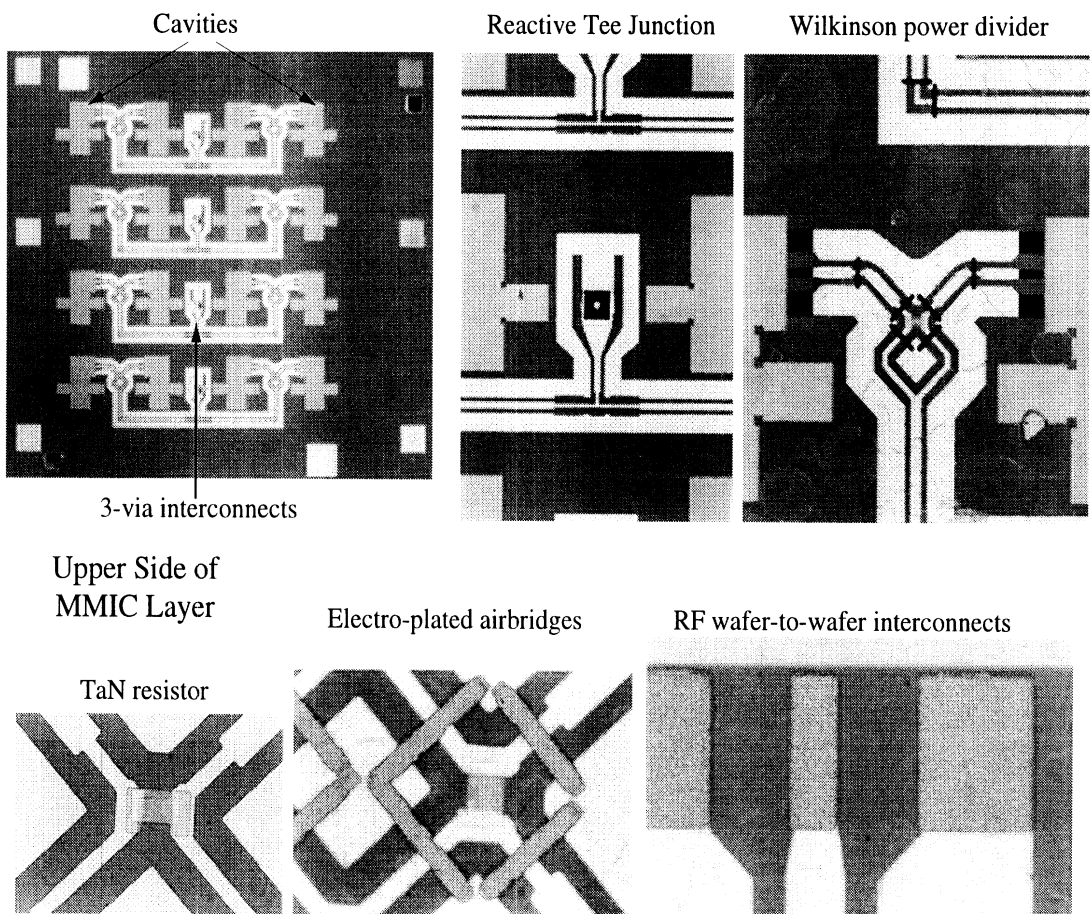 Cavities
Reactive Tee Junction
Wilkinson power divider
3-via interconnects
Upper Side of
MMIC Layer
Electro-plated airbridges
RF wafer-to-wafer interconnects
TaN resistor